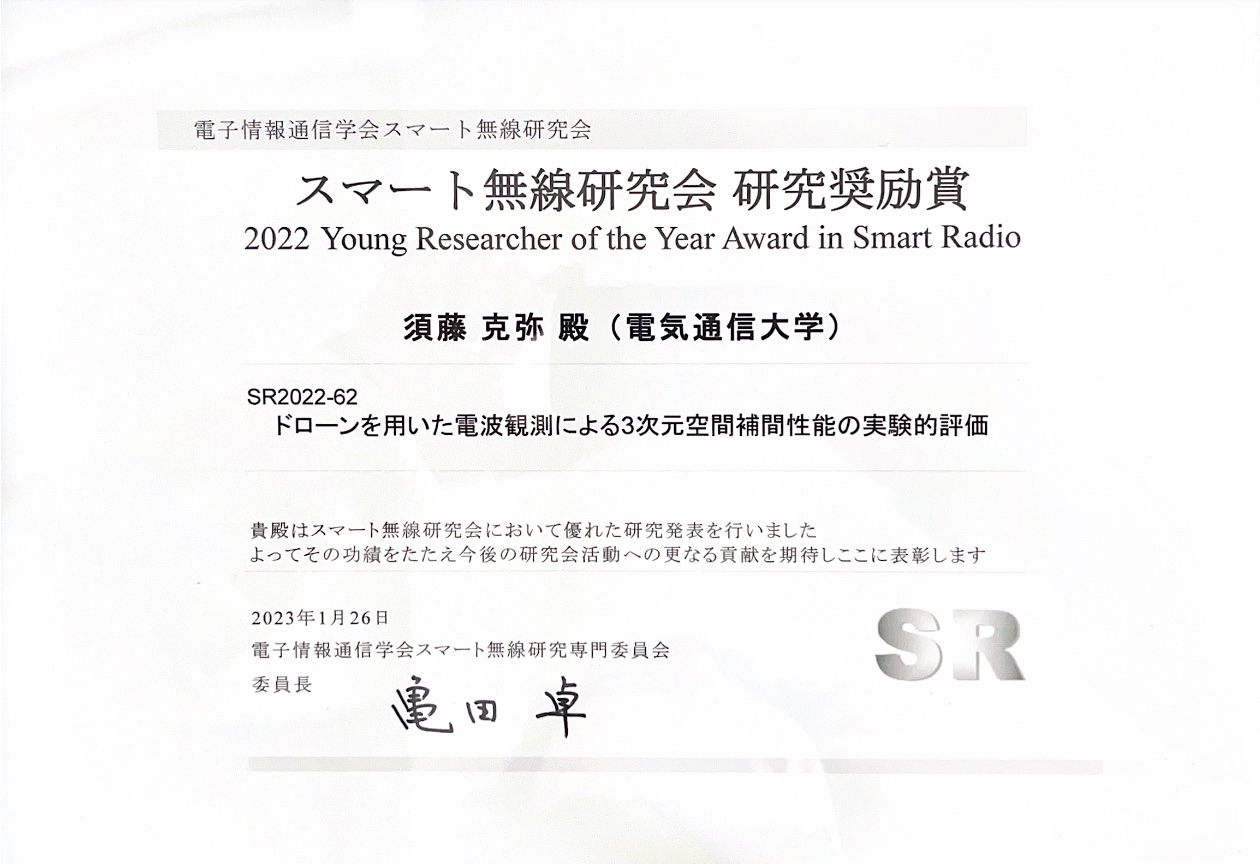 電子情報通信学会スマート無線研究会
スマート無線研究会 研究奨励賞
2022 Young Researcher of the Year Award in Smart Radio
須藤 克弥 殿（電気通信大学）
SR2022-62
ドローンを用いた電波観測による3次元空間補間性能の実験的評価
貴殿はスマート無線研究会において優れた研究発表を行いました
よってその功績をたたえ今後の研究会活動への更なる貢献を期待しここに表彰します
2023年1月26日
電子情報通信学会スマート無線研究専門委員会
委員長
亀田 卓
SR